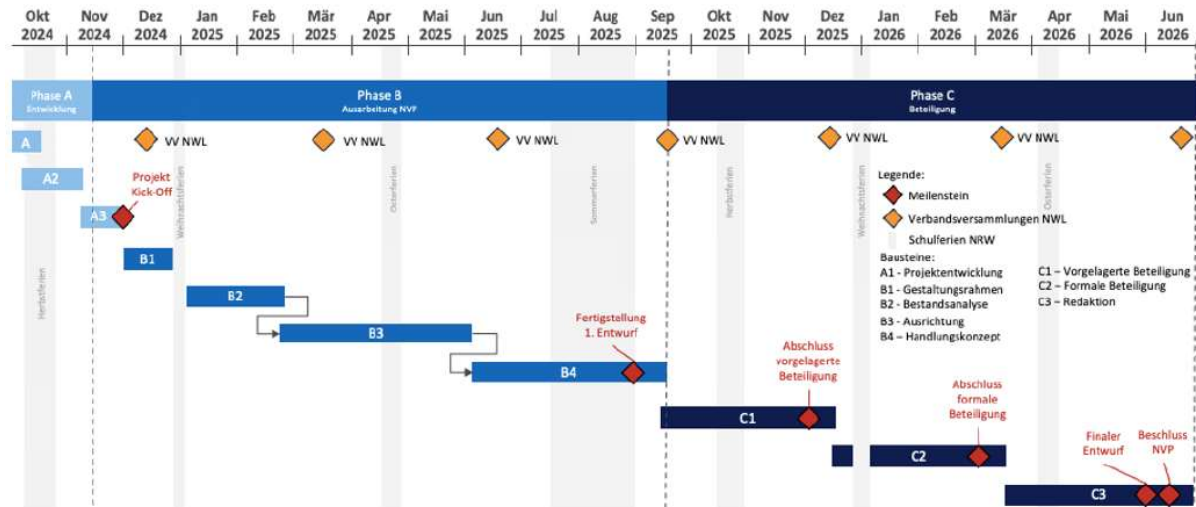 Okt Nov Dez Jan Feb Mär Apr Mai Jun Jul Aug Sep Okt Nov Dez Jan Feb Mär Apr Mai Jun
2024 2024 2024 2025 2025 2025 2025 2025 2025 2025 2025 2025 2025 2025 2025 2026 2026 2026 2026 2026 2026
Phase A
Entwicklung
Phase B
Ausarbeitung NVP
Phase C
Beteiligung
A
VV NWL
VV NWL
VV NWL
VV NWL
VV NWL
VV NWL
A2
Projekt
Kick-Off
A3
B1
B2
B3
Fertigstellung
1. Entwurf
B4
Abschluss
vorgelagerte
Beteiligung
C1
Abschluss
formale
Beteiligung
C2
Finaler
Entwurf
Beschluss
NVP
C3
Herbstferien
Weihnachtsferien
Osterferien
Sommerferien
Herbstferien
Weihnachtsferien
Osterferien
Legende:
Meilenstein
Verbandsversammlungen NWL
Schulferien NRW
Bausteine:
A1 - Projektentwicklung
B1 - Gestaltungsrahmen
B2 - Bestandsanalyse
B3 - Ausrichtung
B4 – Handlungskonzept
C1 – Vorgelagerte Beteiligung
C2 – Formale Beteiligung
C3 – Redaktion